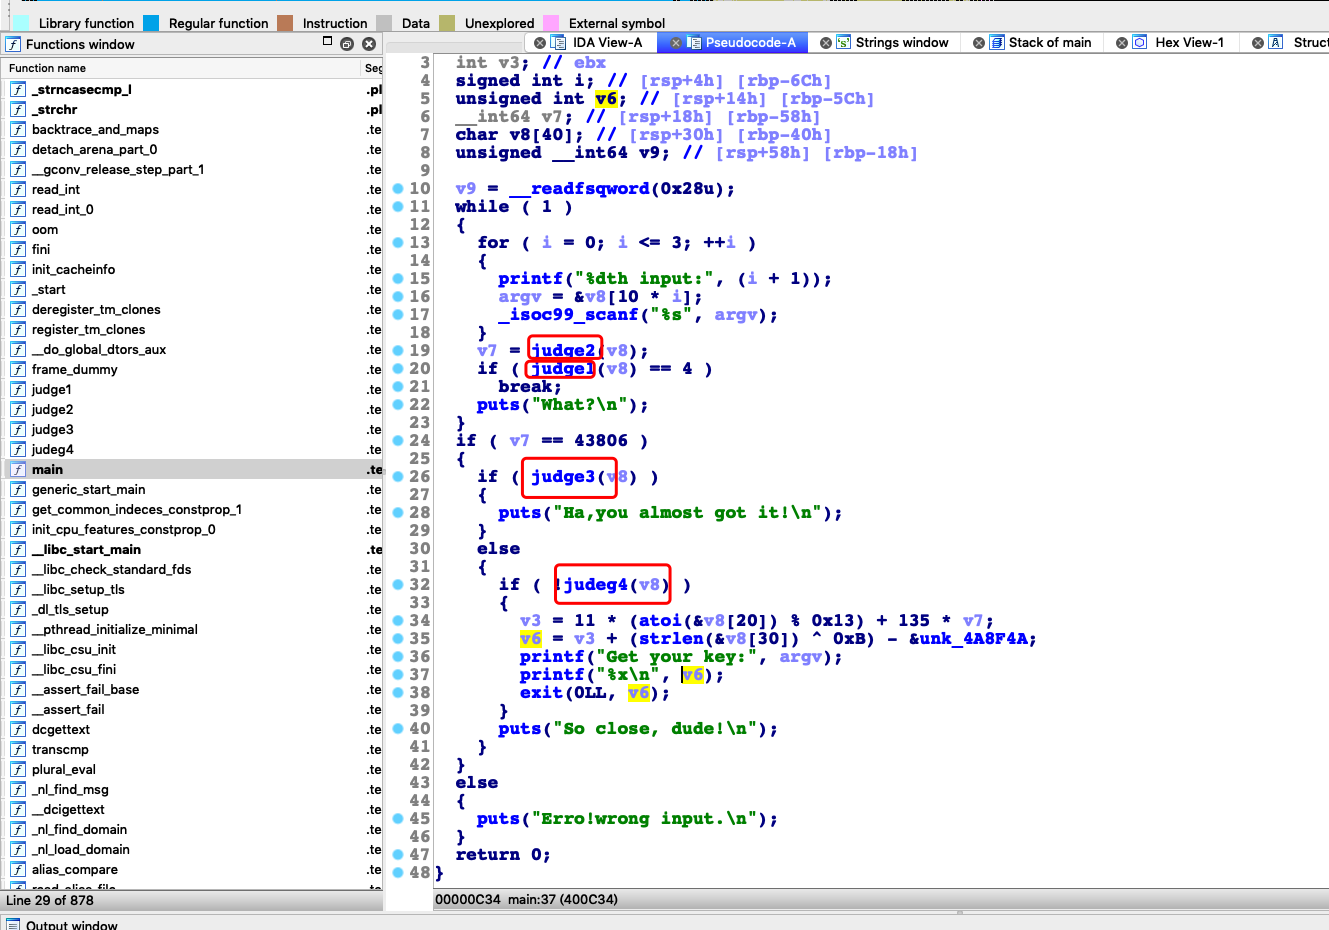 Library function Regular function Instruction Data Unexplored External symbol
Functions window
IDA View-A Pseudocode-A Strings window Stack of main Hex View-1 Struct
Function name Seg
_strncasecmp_l .pl
_strchr .pl
backtrace_and_maps .te
detach_arena_part_0 .te
__gconv_release_step_part_1 .te
read_int .te
read_int_0 .te
oom .te
fini .te
init_cacheinfo .te
_start .te
deregister_tm_clones .te
register_tm_clones .te
__do_global_dtors_aux .te
frame_dummy .te
judge1 .te
judge2 .te
judge3 .te
judeg4 .te
main .te
generic_start_main .te
get_common_indeces_constprop_1 .te
init_cpu_features_constprop_0 .te
__libc_start_main .te
__libc_check_standard_fds .te
__libc_setup_tls .te
_dl_tls_setup .te
__pthread_initialize_minimal .te
__libc_csu_init .te
__libc_csu_fini .te
__assert_fail_base .te
__assert_fail .te
dcgettext .te
transcmp .te
plural_eval .te
_nl_find_msg .te
__dcigettext .te
_nl_find_domain .te
_nl_load_domain .te
alias_compare .te
read_alias_file .te
Line 29 of 878
3 int v3; // ebx
4 signed int i; // [rsp+4h] [rbp-6Ch]
5 unsigned int v6; // [rsp+14h] [rbp-5Ch]
6 __int64 v7; // [rsp+18h] [rbp-58h]
7 char v8[40]; // [rsp+30h] [rbp-40h]
8 unsigned __int64 v9; // [rsp+58h] [rbp-18h]
9
10 v9 = __readfsqword(0x28u);
11 while ( 1 )
12 {
13 for ( i = 0; i <= 3; ++i )
14 {
15 printf("%dth input:", (i + 1));
16 argv = &v8[10 * i];
17 _isoc99_scanf("%s", argv);
18 }
19 v7 = judge2(v8);
20 if ( judge1(v8) == 4 )
21 break;
22 puts("What?\n");
23 }
24 if ( v7 == 43806 )
25 {
26 if ( judge3(v8) )
27 {
28 puts("Ha,you almost got it!\n");
29 }
30 else
31 {
32 if ( !judeg4(v8) )
33 {
34 v3 = 11 * (atoi(&v8[20]) % 0x13) + 135 * v7;
35 v6 = v3 + (strlen(&v8[30]) ^ 0xB) - &unk_4A8F4A;
36 printf("Get your key:", argv);
37 printf("%x\n", v6);
38 exit(0LL, v6);
39 }
40 puts("So close, dude!\n");
41 }
42 }
43 else
44 {
45 puts("Erro!wrong input.\n");
46 }
47 return 0;
48 }
00000C34 main:37 (400C34)
Output window